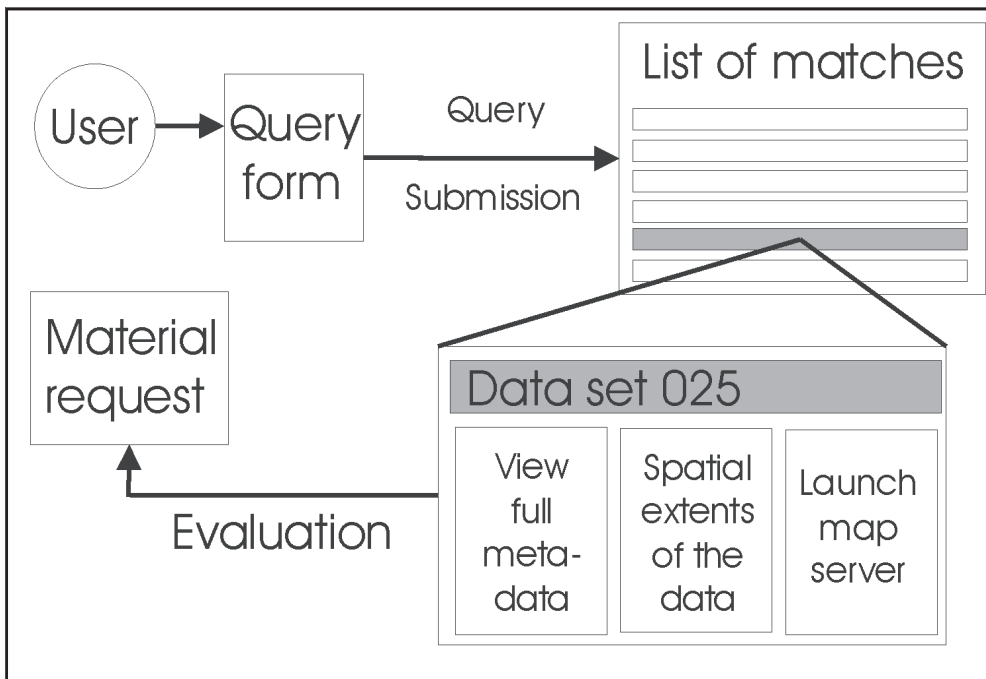 User
Query
form
Query
Submission
List of matches
Data set 025
View
full
meta-
data
Spatial
extents
of the
data
Launch
map
server
Evaluation
Material
request